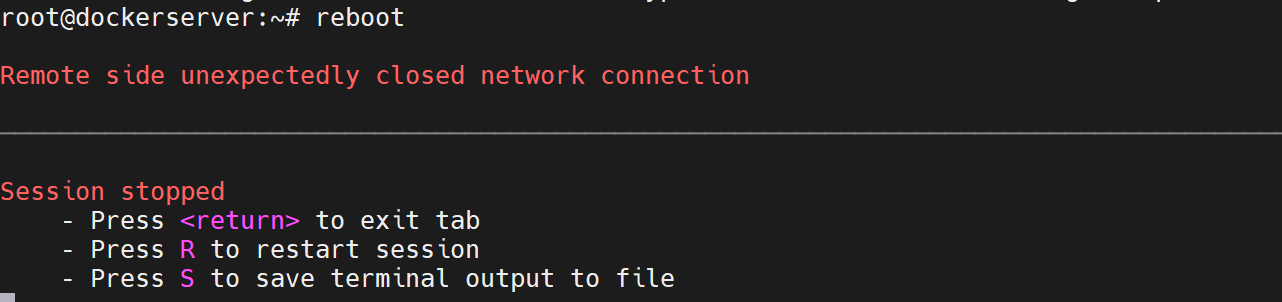 root@dockerserver:~# reboot
Remote side unexpectedly closed network connection
Session stopped
- Press <return> to exit tab
- Press R to restart session
- Press S to save terminal output to file